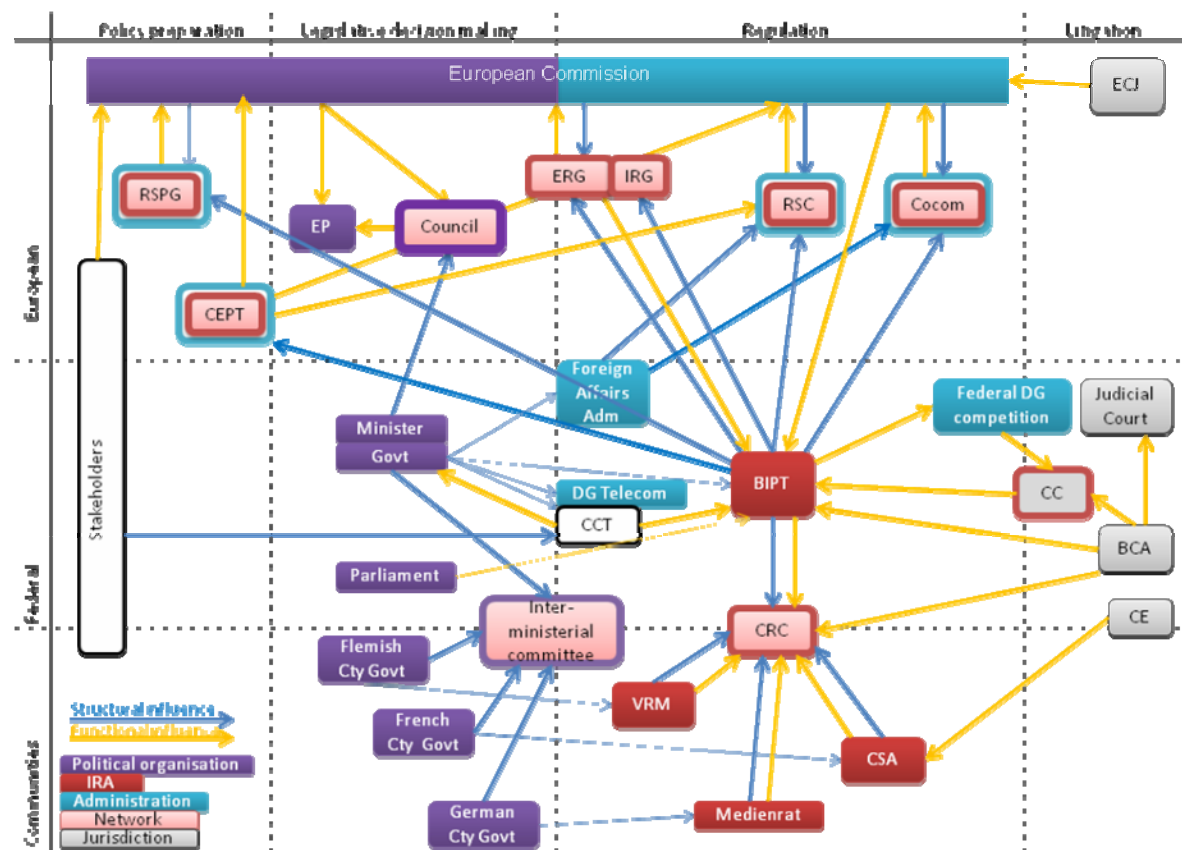 Policy preparation
Legislative decision making
Regulation
Litigation
European Commission
ECJ
RSPG
EP
Council
ERG
IRG
RSC
Cocom
CEPT
European
Stakeholders
Foreign
Affairs
Adm
Minister
Govt
DG Telecom
CCT
BIPT
Federal DG
competition
Judicial
Court
CC
BCA
Parliament
Federal
Inter-
ministerial
committee
CRC
CE
Flemish
Cty Govt
VRM
French
Cty Govt
CSA
German
Cty Govt
Medienrat
Communities
Structural influence
Functional influence
Political organisation
IRA
Administration
Network
Jurisdiction